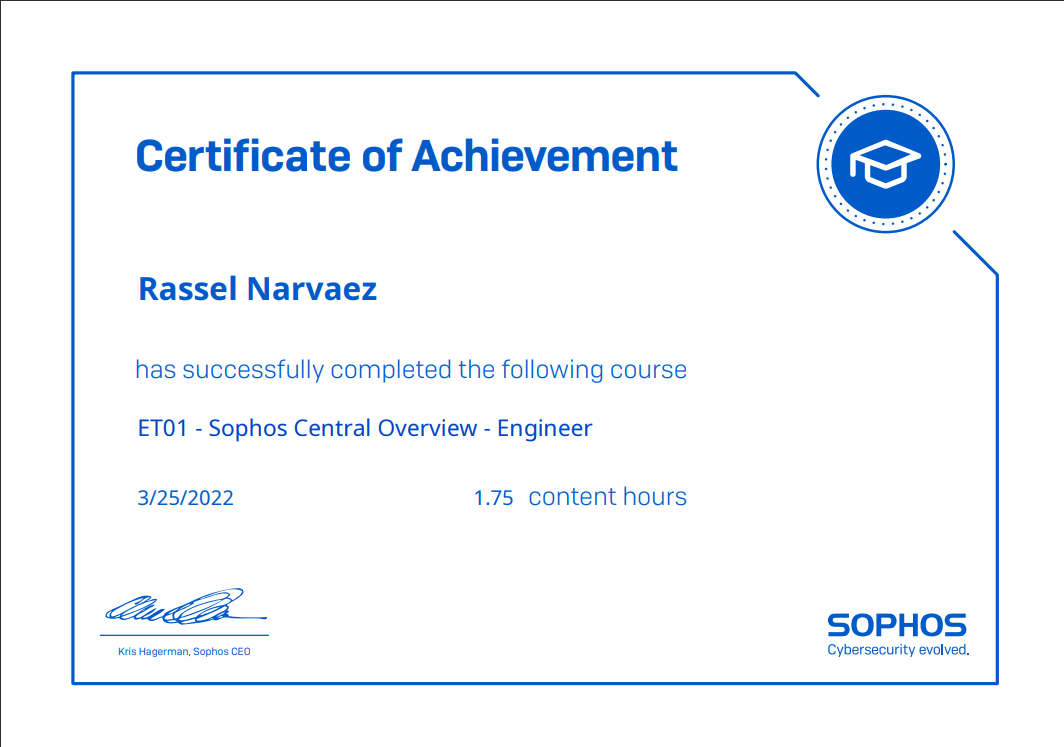 Certificate of Achievement
Rassel Narvaez
has successfully completed the following course
ET01 - Sophos Central Overview - Engineer
3/25/2022 1.75 content hours
Kris Hagerman, Sophos CEO
SOPHOS
Cybersecurity evolved.